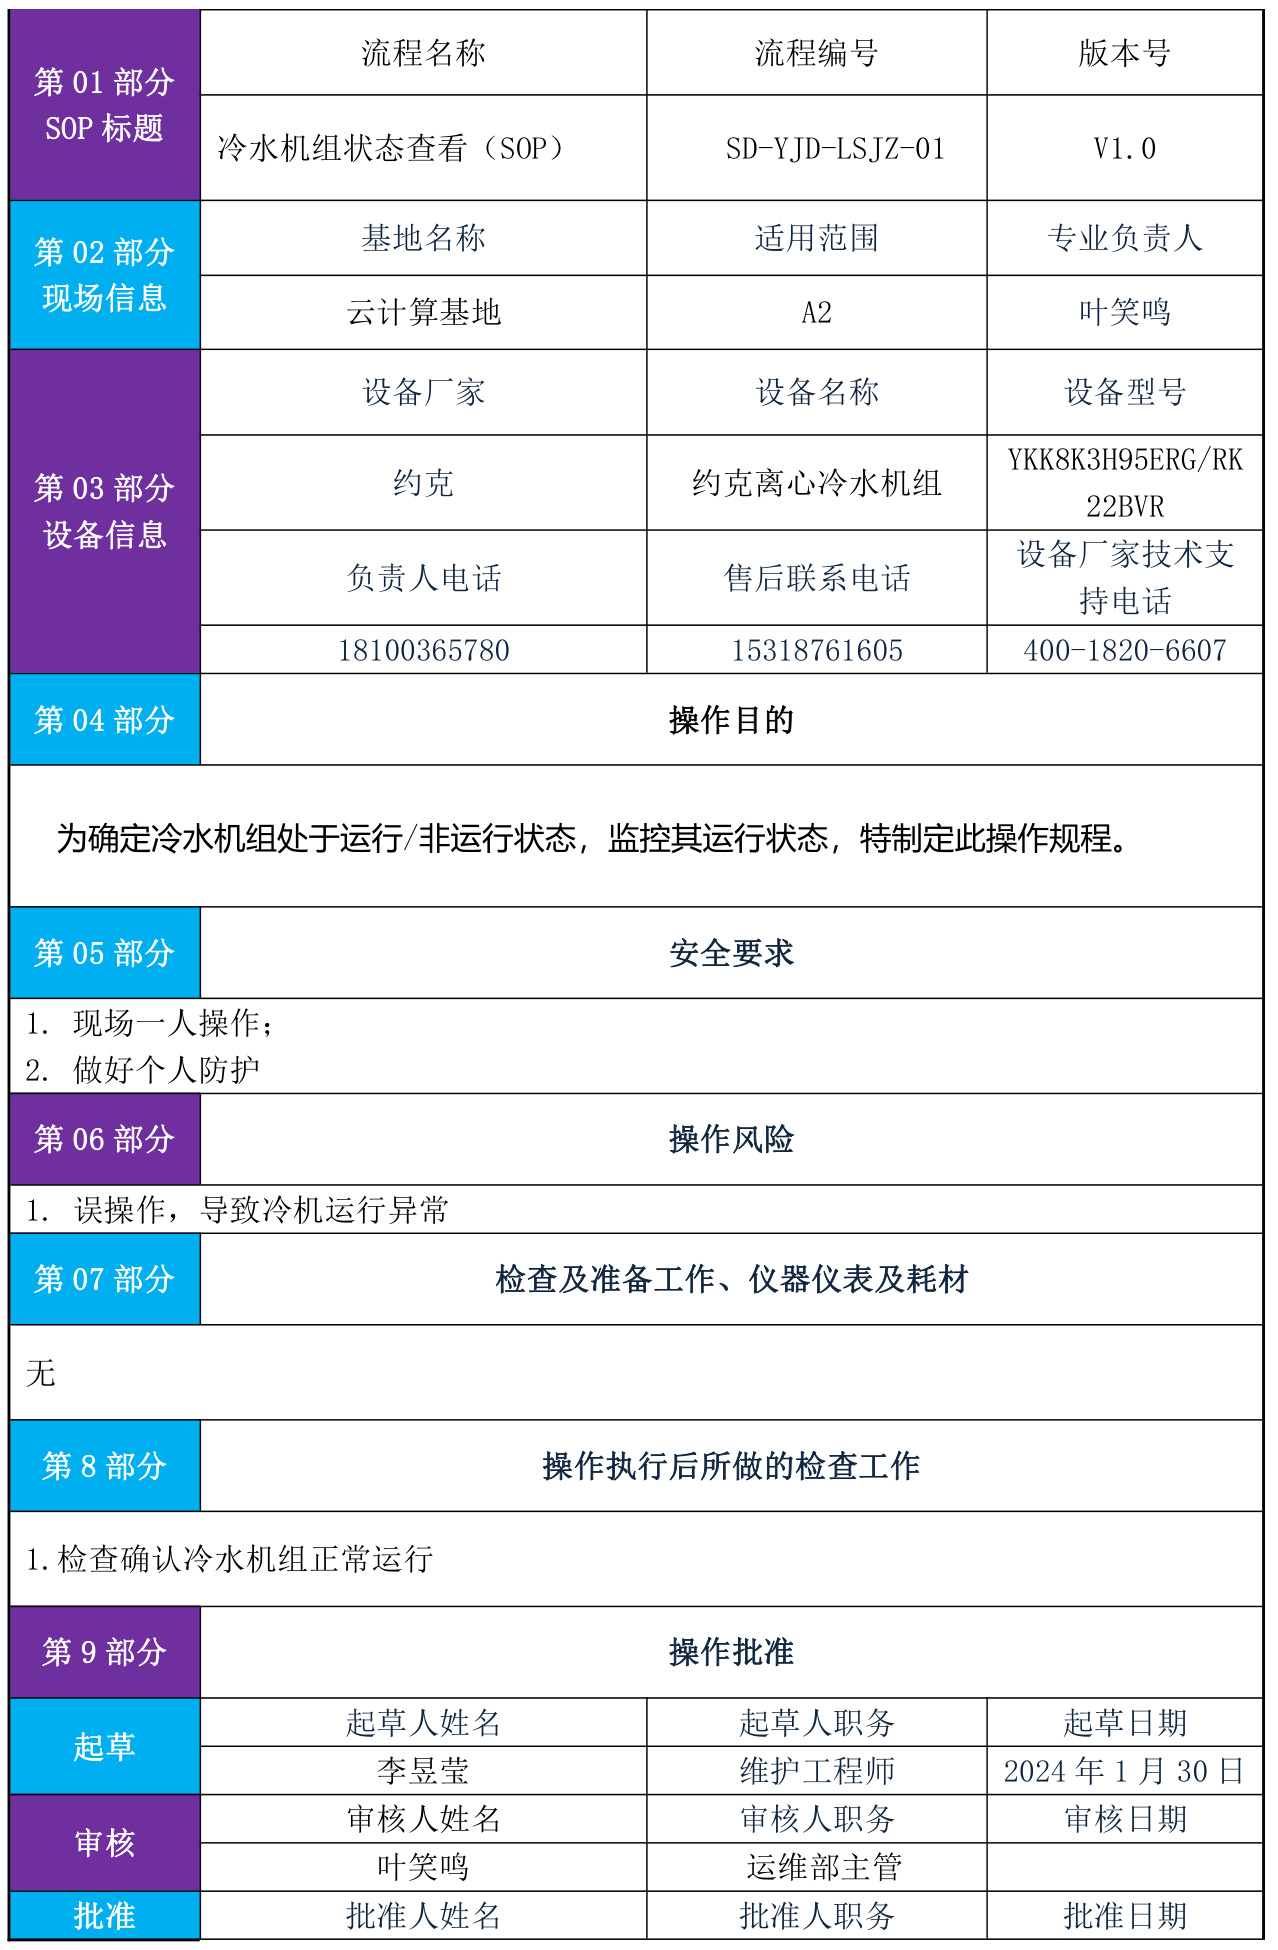 第 01 部分
SOP 标题
流程名称
流程编号
版本号
冷水机组状态查看（SOP）
SD-YJD-LSJZ-01
V1.0
第 02 部分
现场信息
基地名称
适用范围
专业负责人
云计算基地
A2
叶笑鸣
第 03 部分
设备信息
设备厂家
设备名称
设备型号
约克
约克离心冷水机组
YKK8K3H95ERG/RK
22BVR
负责人电话
售后联系电话
设备厂家技术支
持电话
18100365780
15318761605
400-1820-6607
第 04 部分
操作目的
为确定冷水机组处于运行/非运行状态，监控其运行状态，特制定此操作规程。
第 05 部分
安全要求
1. 现场一人操作；
2. 做好个人防护
第 06 部分
操作风险
1. 误操作，导致冷机运行异常
第 07 部分
检查及准备工作、仪器仪表及耗材
无
第 8 部分
操作执行后所做的检查工作
1.检查确认冷水机组正常运行
第 9 部分
操作批准
起草
起草人姓名
起草人职务
起草日期
李昱莹
维护工程师
2024 年 1 月 30 日
审核
审核人姓名
审核人职务
审核日期
叶笑鸣
运维部主管
批准
批准人姓名
批准人职务
批准日期